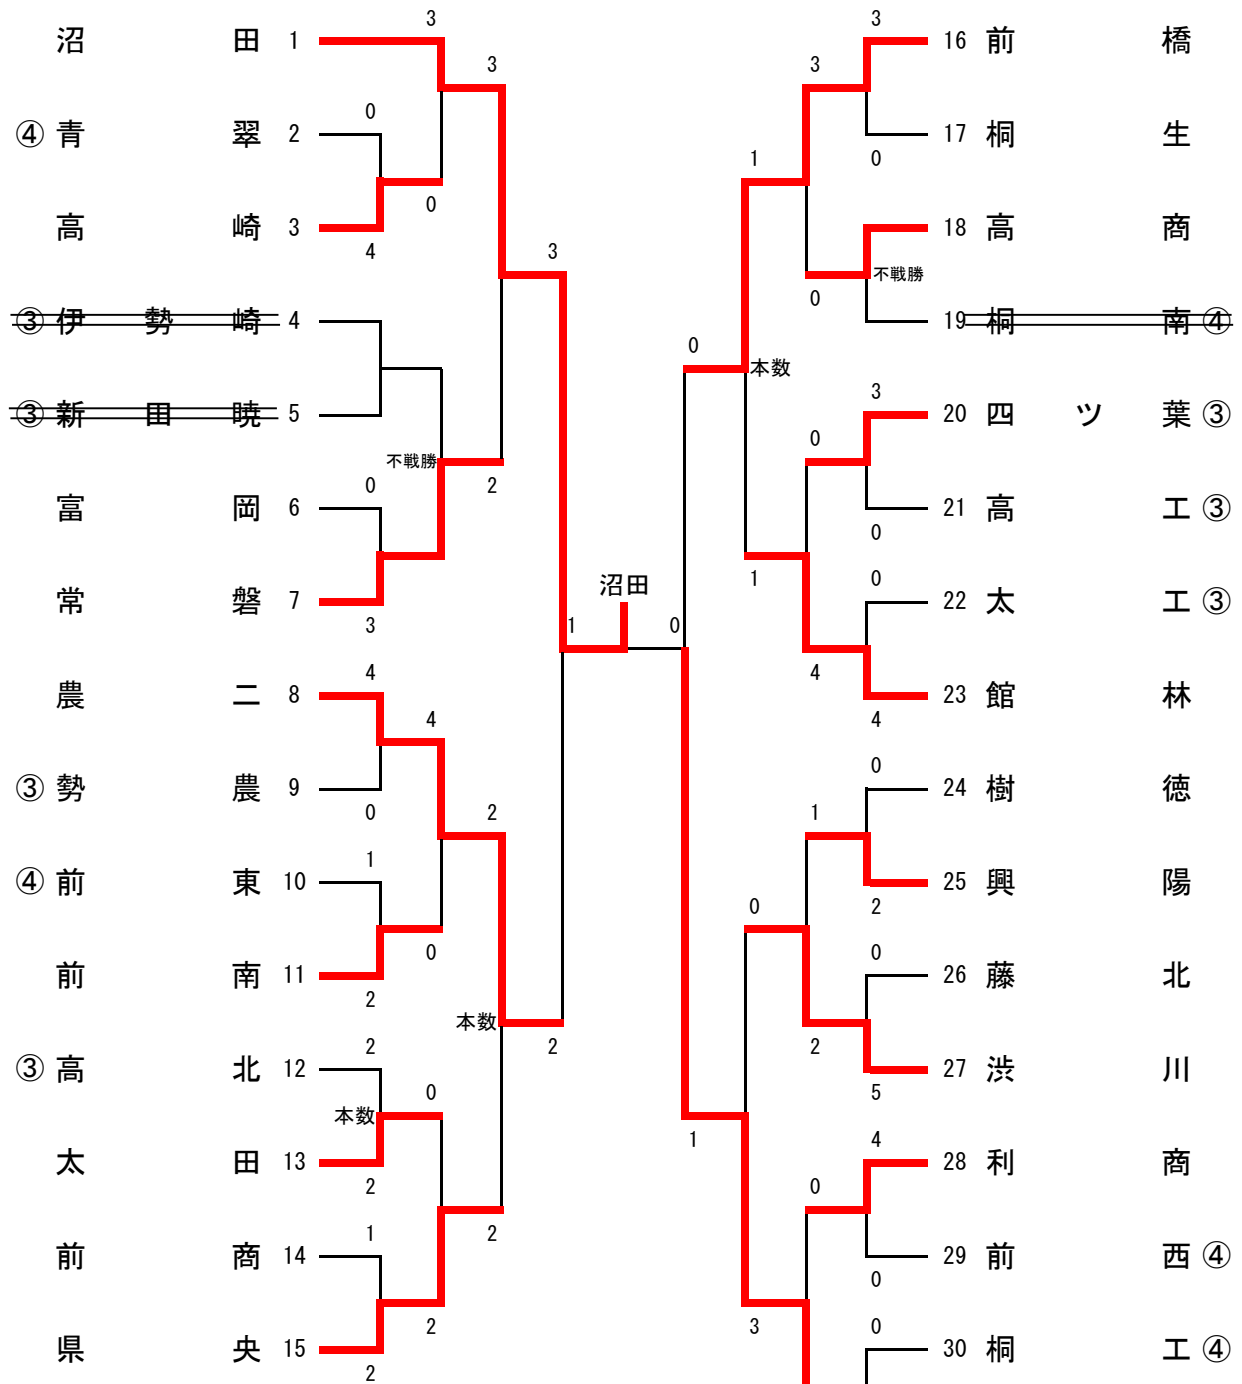 3
沼田 1
3
0
④ 青翠 2
0
高崎 3
4
3
③ 伊勢崎 4
③ 新田暁 5
不戦勝
2
0
富岡 6
常磐 7
3
沼田
1
0
4
農二 8
4
③ 勢農 9
0
2
1
④ 前東 10
0
前南 11
2
本数
2
2
③ 高北 12
0
本数
太田 13
2
2
1
前商 14
2
県央 15
2
3
16 前橋
3
17 桐生
0
1
18 高商
不戦勝
0
19 桐南 ④
0
本数
3
20 四ツ葉 ③
0
21 高工 ③
0
1
0
22 太工 ③
4
23 館林
4
0
24 樹徳
1
25 興陽
2
0
0
26 藤北
2
27 渋川
5
1
4
28 利商
0
29 前西 ④
0
3
0
30 桐工 ④